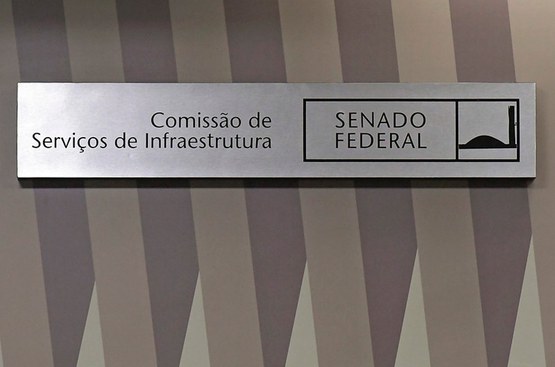 Comissão de
Serviços de Infraestrutura
SENADO
FEDERAL